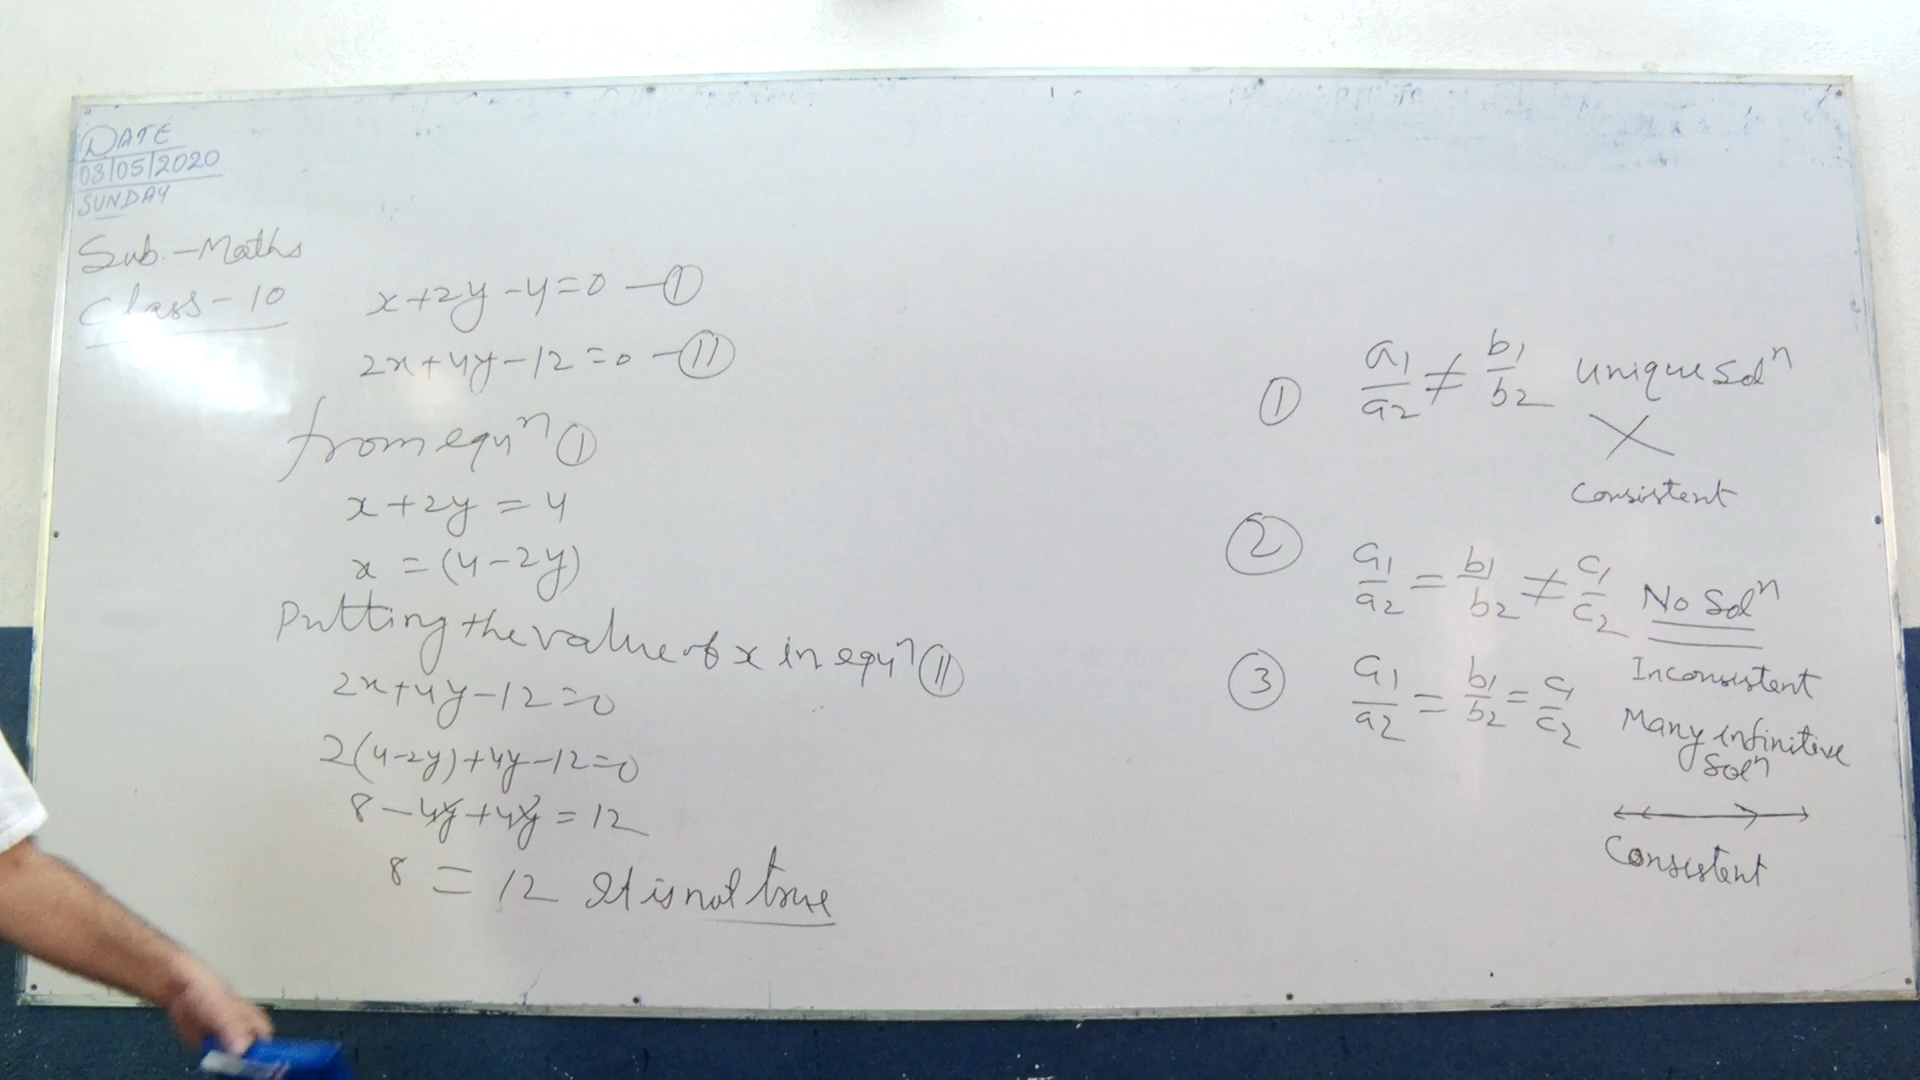 DATE
03/05/2020
SUNDAY
Sub.-Maths
Class-10
x+2y-4=0 -①
2x+4y-12=0 -⑪
from equⁿ ①
x+2y=4
x=(4-2y)
Putting the value of x in equⁿ ⑪
2x+4y-12=0
2(4-2y)+4y-12=0
8-4y+4y=12
8=12 It is not true
① a1/a2 ≠ b1/b2 Unique Solⁿ
Consistent
② a1/a2 = b1/b2 ≠ c1/c2 No Solⁿ
Inconsistent
③ a1/a2 = b1/b2 = c1/c2 Many infinitive
Solⁿ
Consistent